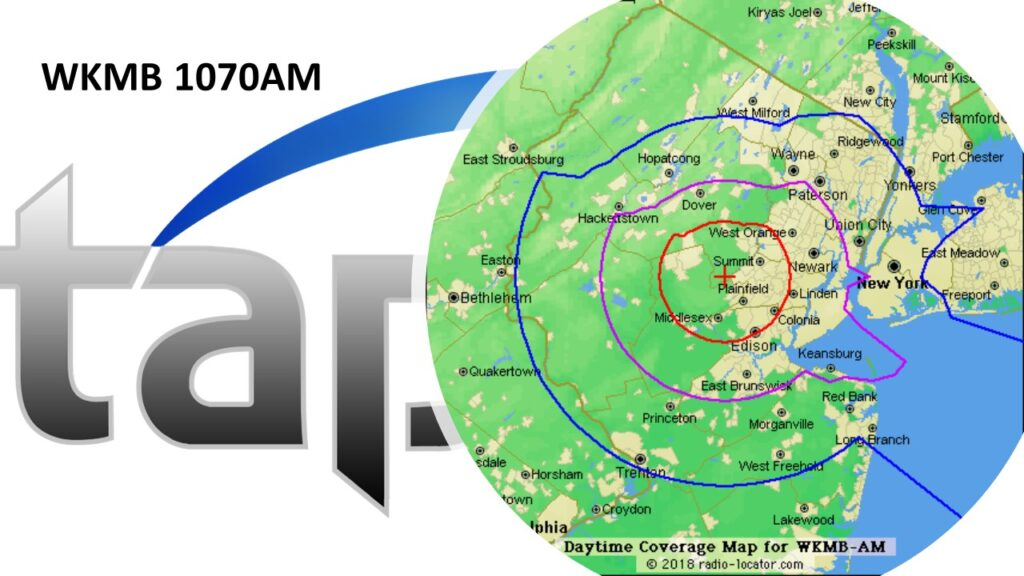 WKMB 1070AM
tap
Kiryas Joel
Peekskill
Mount Kisc
New City
West Milford
Stamford
Ridgewood
East Stroudsburg
Hopatcong
Wayne
Port Chester
Yonkers
Paterson
Dover
Hackettstown
Glen Cove
Union City
West Orange
East Meadow
Easton
Summit
Newark
New York
Plainfield
Linden
Freeport
Bethlehem
Middlesex
Colonia
Edison
Keansburg
Quakertown
East Brunswick
Red Bank
Princeton
Morganville
Long Branch
sdale
West Freehold
Horsham
Trenton
town
Croydon
Lakewood
lphia
Daytime Coverage Map for WKMB-AM
© 2018 radio-locator.com